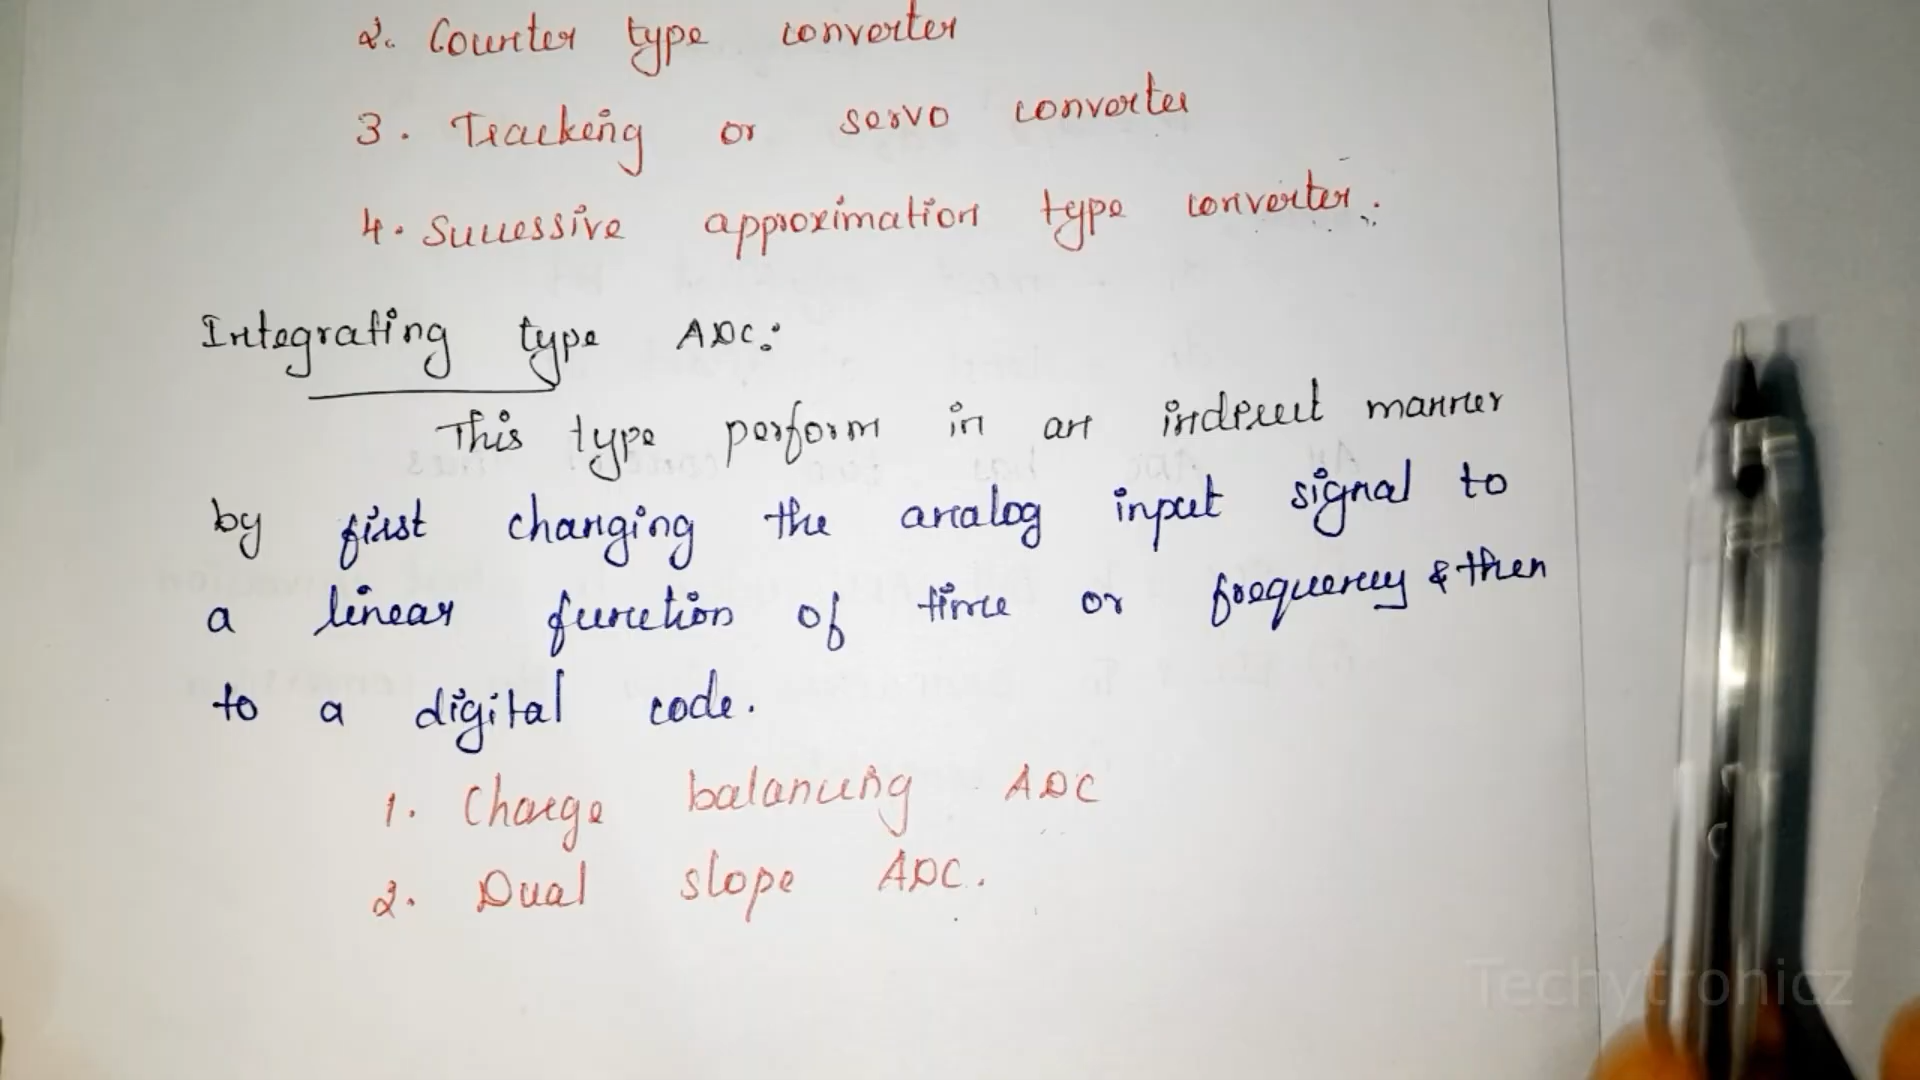 2. Counter type converter
3. Tracking or servo converter
4. Successive approximation type converter.
Integrating type ADC:
This type perform in an indirect manner
by first changing the analog input signal to
a linear function of time or frequency & then
to a digital code.
1. Charge balancing ADC
2. Dual slope ADC.
Techytronicz